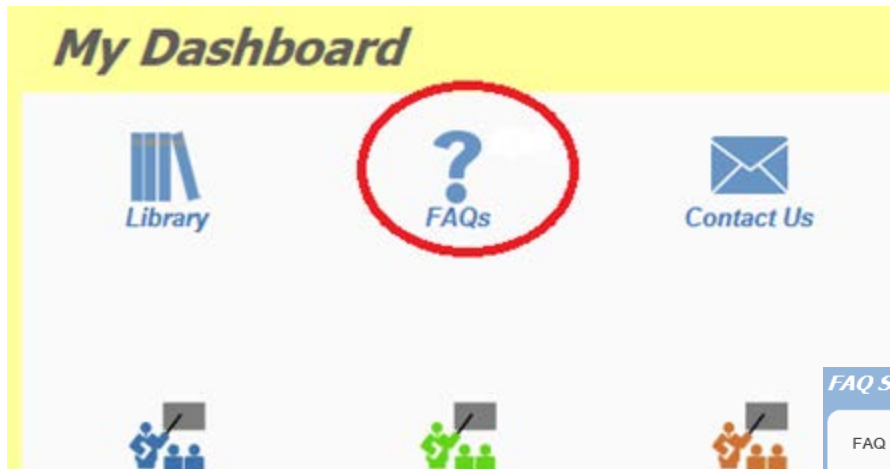 My Dashboard
Library
FAQs
Contact Us
FAQ S
FAQ